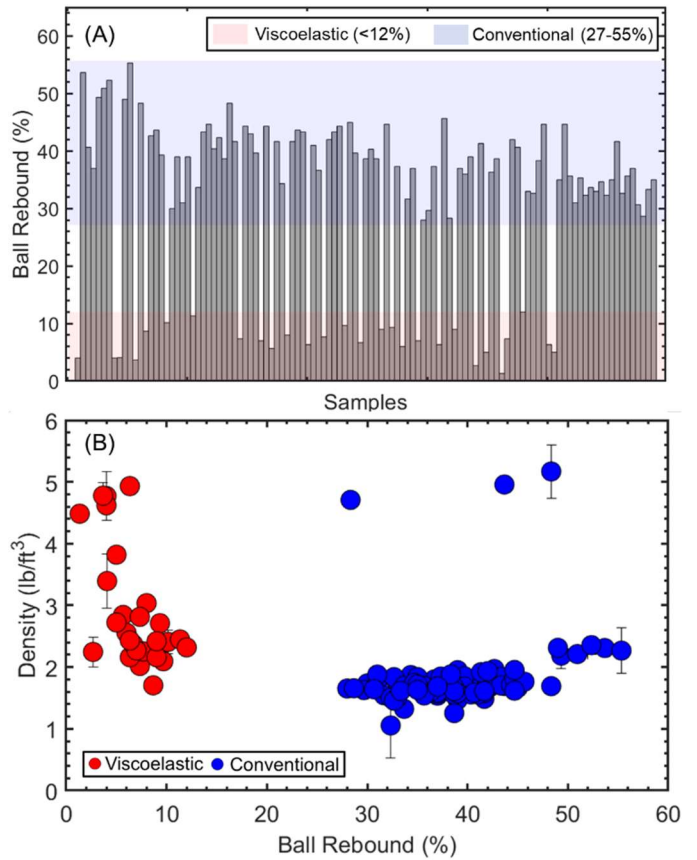 (A)
Viscoelastic (<12%) Conventional (27-55%)
60
50
40
30
20
10
0
Ball Rebound (%)
Samples
(B)
6
5
4
3
2
1
0
Density (lb/ft³)
Viscoelastic Conventional
0 10 20 30 40 50 60
Ball Rebound (%)